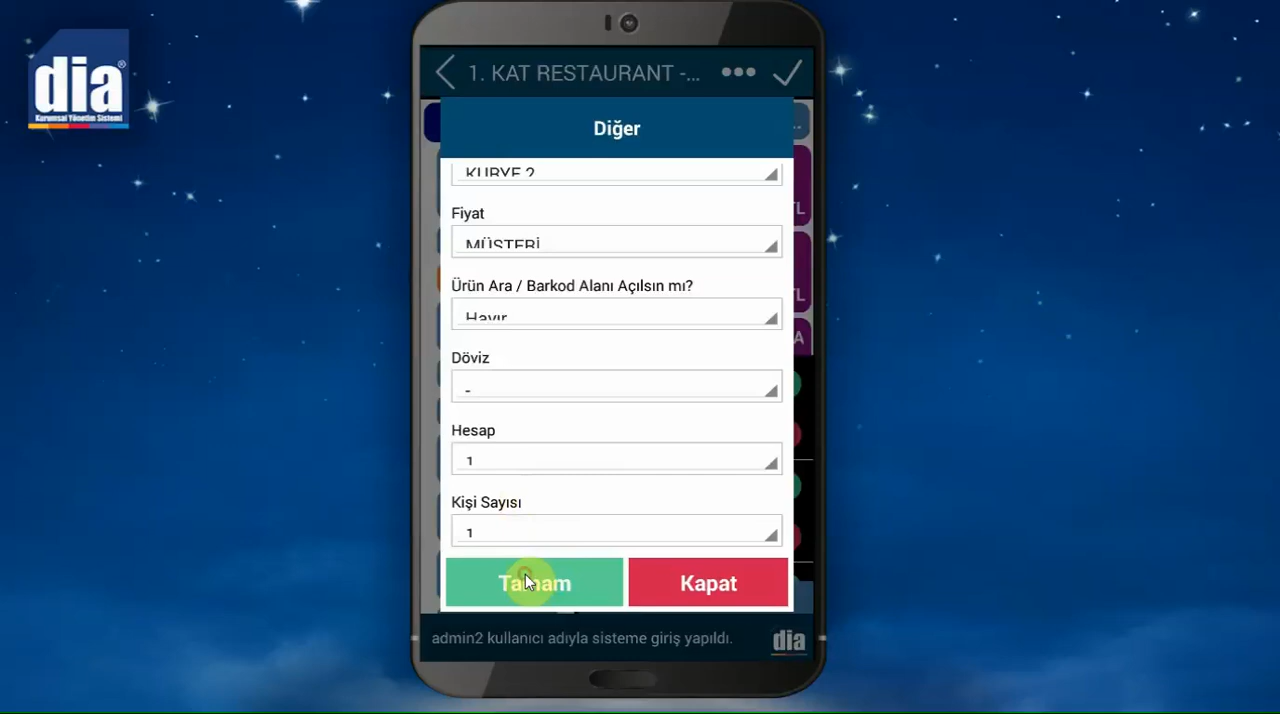 dia
Kurumsal Yönetim Sistemi
1. KAT RESTAURANT -...
Diğer
KURYE 2
Fiyat
MÜŞTERİ
Ürün Ara / Barkod Alanı Açılsın mı?
Hayır
Döviz
-
Hesap
1
Kişi Sayısı
1
Tamam
Kapat
admin2 kullanıcı adıyla sisteme giriş yapıldı.
dia